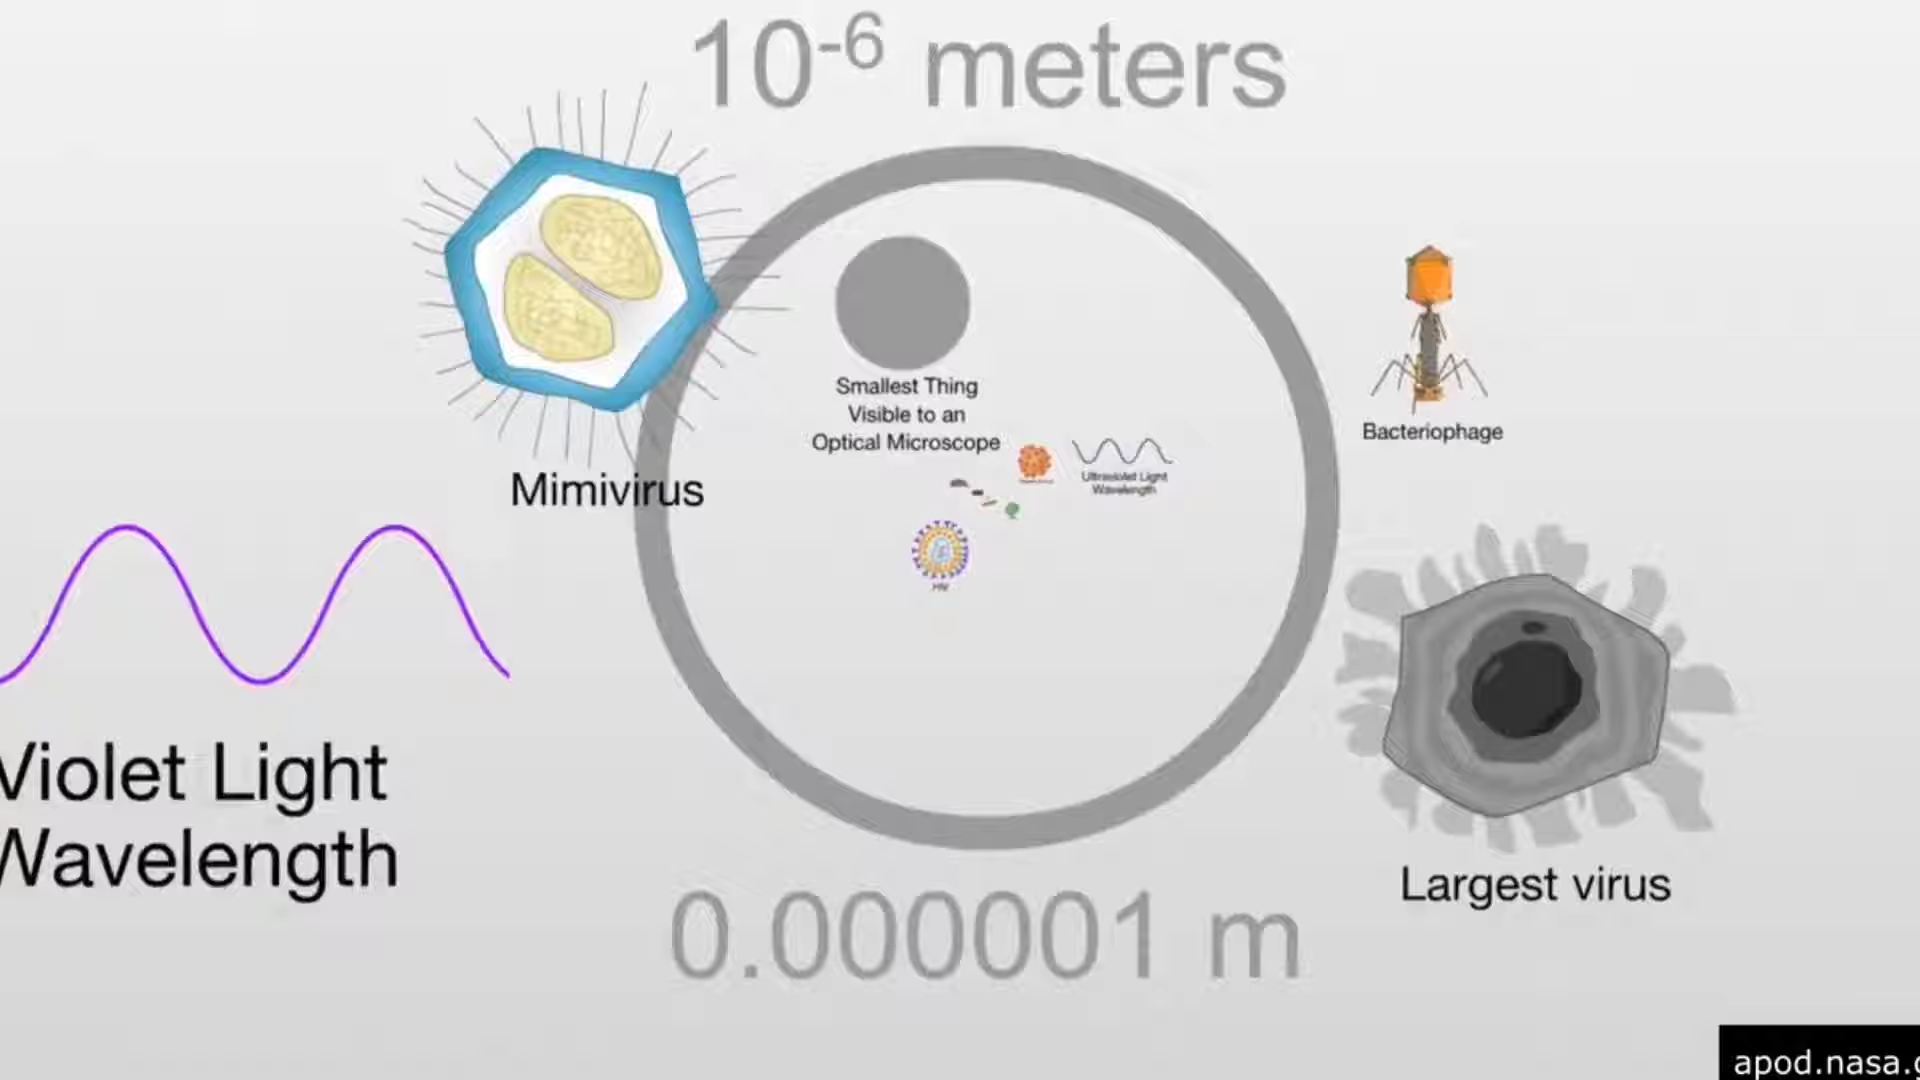 10-6 meters
Smallest Thing
Visible to an
Optical Microscope
Ultraviolet Light
Wavelength
Bacteriophage
Mimivirus
HIV
Violet Light
Wavelength
Largest virus
0.000001 m
apod.nasa.g